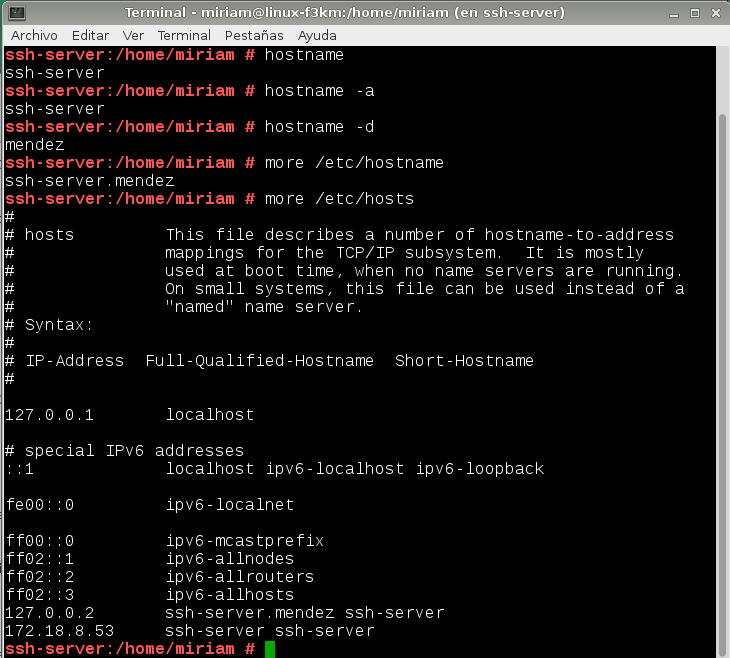 Terminal - miriam@linux-f3km:/home/miriam (en ssh-server)
Archivo Editar Ver Terminal Pestañas Ayuda
ssh-server:/home/miriam # hostname
ssh-server
ssh-server:/home/miriam # hostname -a
ssh-server
ssh-server:/home/miriam # hostname -d
mendez
ssh-server:/home/miriam # more /etc/hostname
ssh-server.mendez
ssh-server:/home/miriam # more /etc/hosts
#
# hosts         This file describes a number of hostname-to-address
#               mappings for the TCP/IP subsystem.  It is mostly
#               used at boot time, when no name servers are running.
#               On small systems, this file can be used instead of a
#               "named" name server.
# Syntax:
#
# IP-Address  Full-Qualified-Hostname  Short-Hostname
#
127.0.0.1       localhost
# special IPv6 addresses
::1             localhost ipv6-localhost ipv6-loopback
fe00::0         ipv6-localnet
ff00::0         ipv6-mcastprefix
ff02::1         ipv6-allnodes
ff02::2         ipv6-allrouters
ff02::3         ipv6-allhosts
127.0.0.2       ssh-server.mendez ssh-server
172.18.8.53     ssh-server ssh-server
ssh-server:/home/miriam #